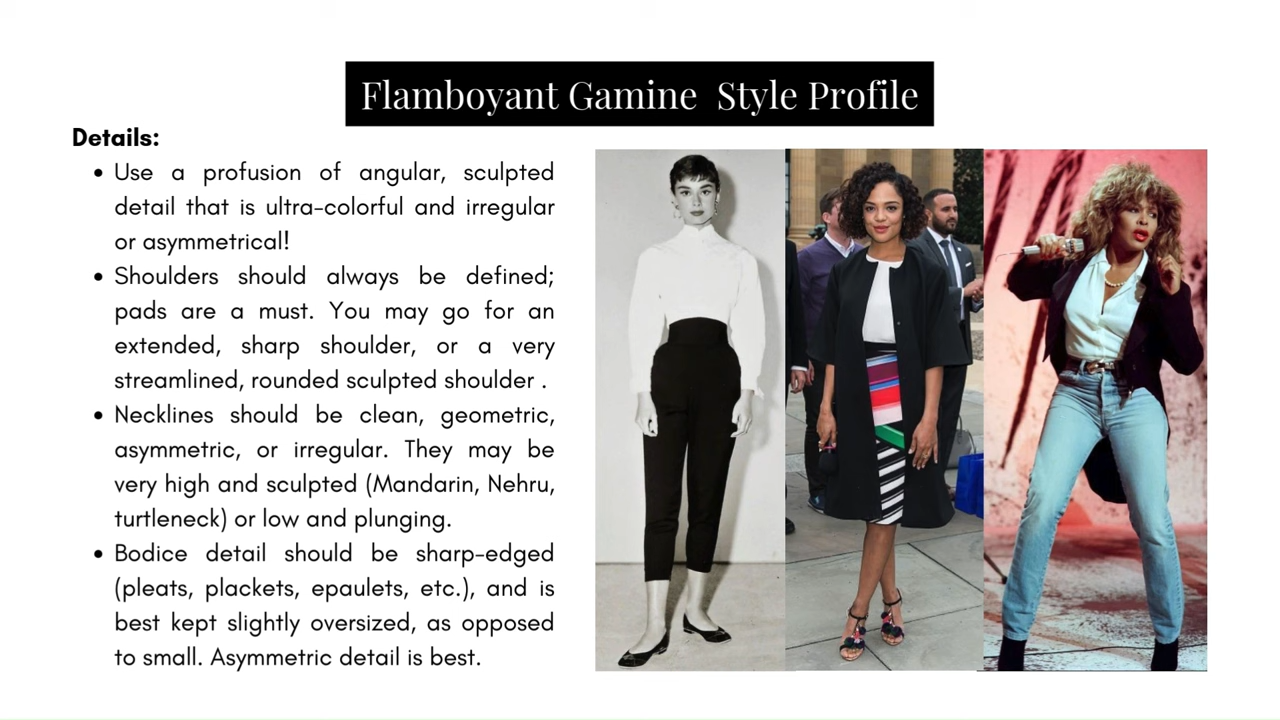 Flamboyant Gamine Style Profile
Details:
• Use a profusion of angular, sculpted
detail that is ultra-colorful and irregular
or asymmetrical!
• Shoulders should always be defined;
pads are a must. You may go for an
extended, sharp shoulder, or a very
streamlined, rounded sculpted shoulder .
• Necklines should be clean, geometric,
asymmetric, or irregular. They may be
very high and sculpted (Mandarin, Nehru,
turtleneck) or low and plunging.
• Bodice detail should be sharp-edged
(pleats, plackets, epaulets, etc.), and is
best kept slightly oversized, as opposed
to small. Asymmetric detail is best.